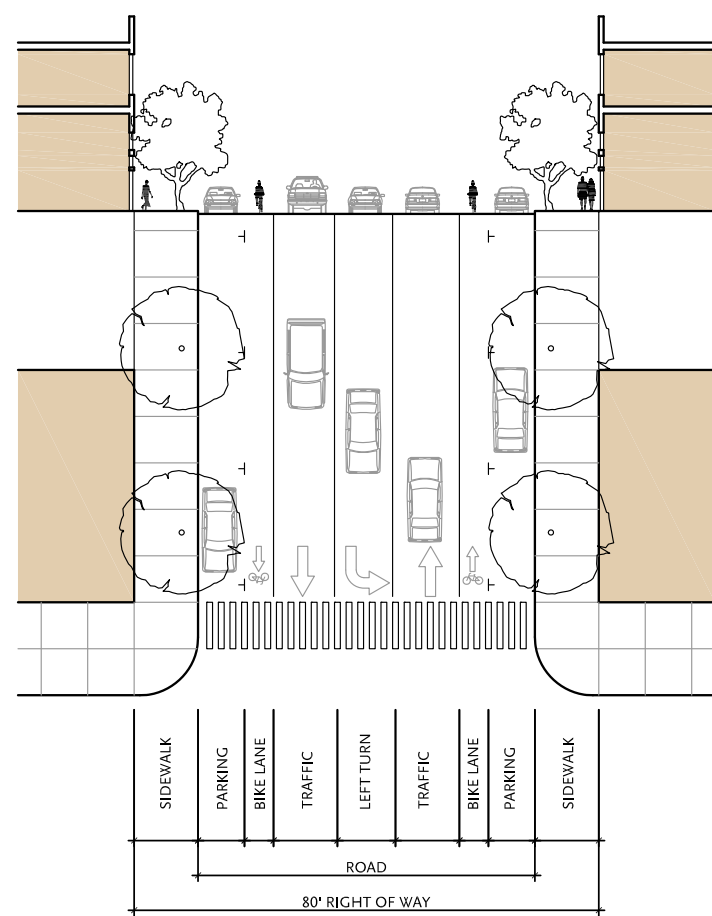 SIDEWALK
PARKING
BIKE LANE
TRAFFIC
LEFT TURN
TRAFFIC
BIKE LANE
PARKING
SIDEWALK
ROAD
80' RIGHT OF WAY